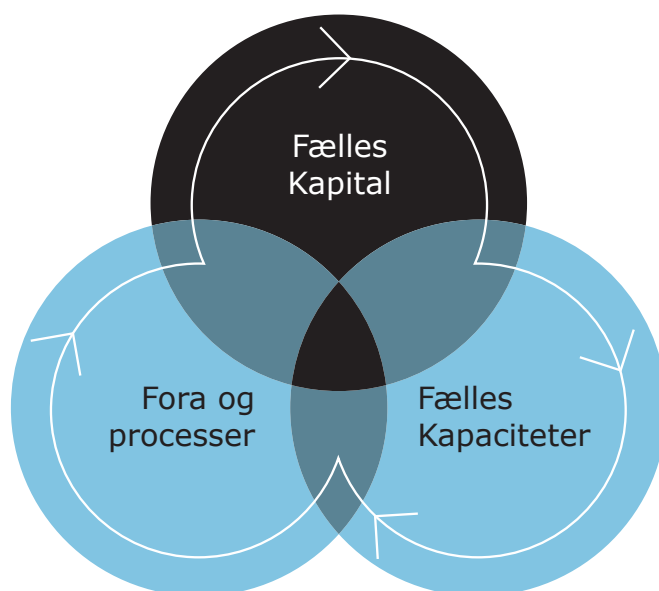 Fælles
Kapital
Fora og
processer
Fælles
Kapaciteter